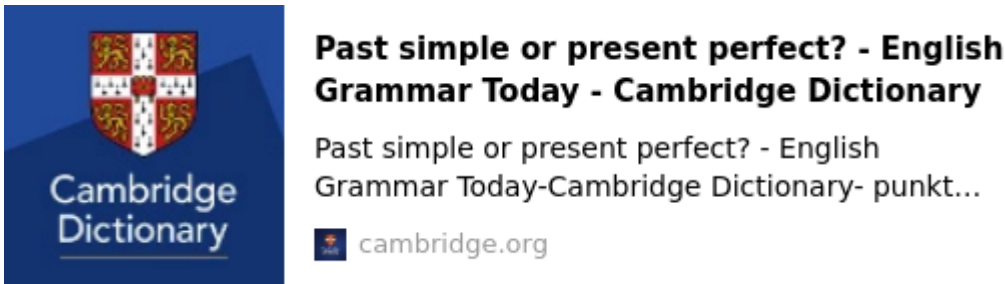 Cambridge
Dictionary
Past simple or present perfect? - English
Grammar Today - Cambridge Dictionary
Past simple or present perfect? - English
Grammar Today-Cambridge Dictionary- punkt...
cambridge.org